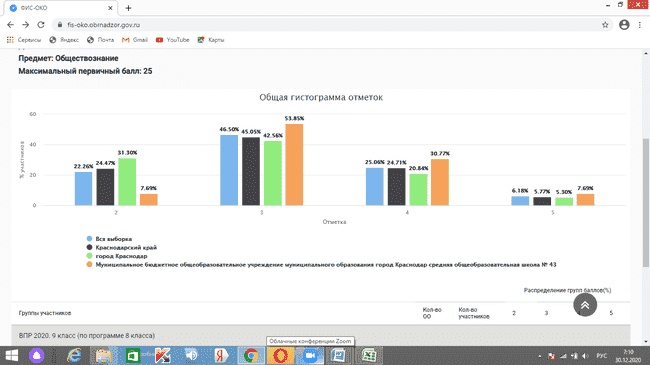 ФИС-ОКО
fis-oko.obrnadzor.gov.ru
Сервисы Яндекс Почта Gmail YouTube Карты
Предмет: Обществознание
Максимальный первичный балл: 25
Общая гистограмма отметок
% участников
60
40
20
0
22.26% 24.47% 31.30% 7.69%
46.50% 45.05% 42.56% 53.85%
25.06% 24.71% 20.84% 30.77%
6.18% 5.77% 5.30% 7.69%
2 3 4 5
Отметка
Вся выборка
Краснодарский край
город Краснодар
Муниципальное бюджетное общеобразовательное учреждение муниципального образования город Краснодар средняя общеобразовательная школа № 43
Распределение групп баллов(%)
Группы участников Кол-во ОО Кол-во участников 2 3 5
ВПР 2020. 9 класс (по программе 8 класса)
Облачные конференции Zoom
РУС
7:10
30.12.2020